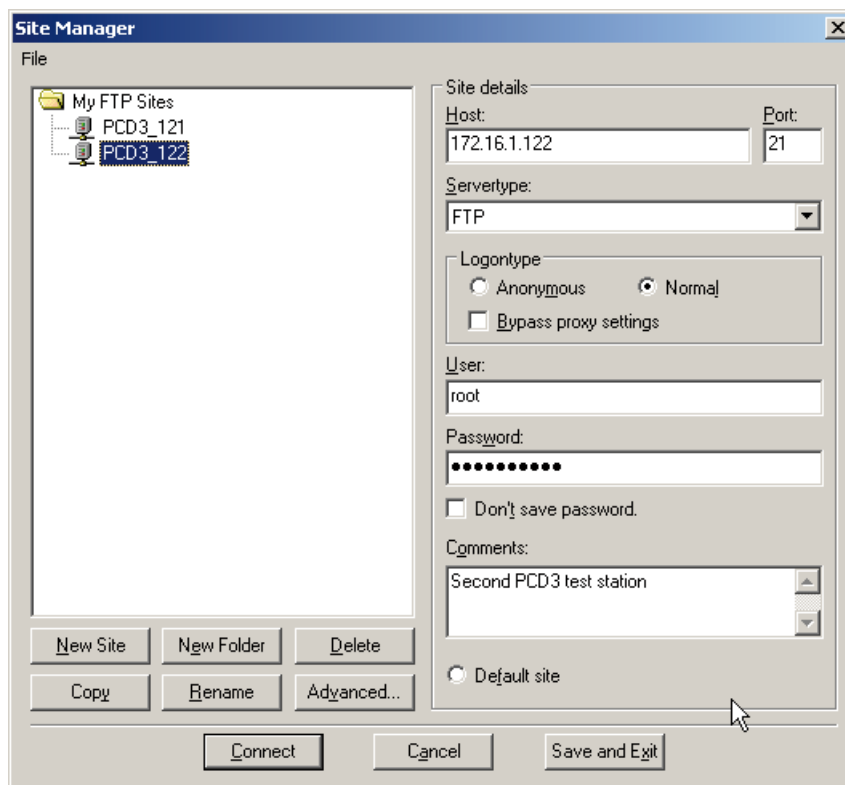 Site Manager
File
My FTP Sites
PCD3_121
PCD3_122
New Site
New Folder
Delete
Copy
Rename
Advanced...
Site details
Host:
Port:
172.16.1.122
21
Servertype:
FTP
Logontype
Anonymous
Normal
Bypass proxy settings
User:
root
Password:
●●●●●●●●●●
Don't save password.
Comments:
Second PCD3 test station
Default site
Connect
Cancel
Save and Exit